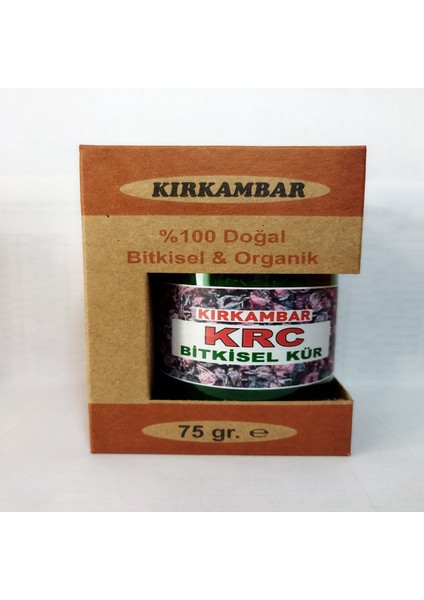 KIRKAMBAR
%100 Doğal
Bitkisel & Organik
KIRKAMBAR
KRC
BİTKİSEL KÜR
75 gr. ℮